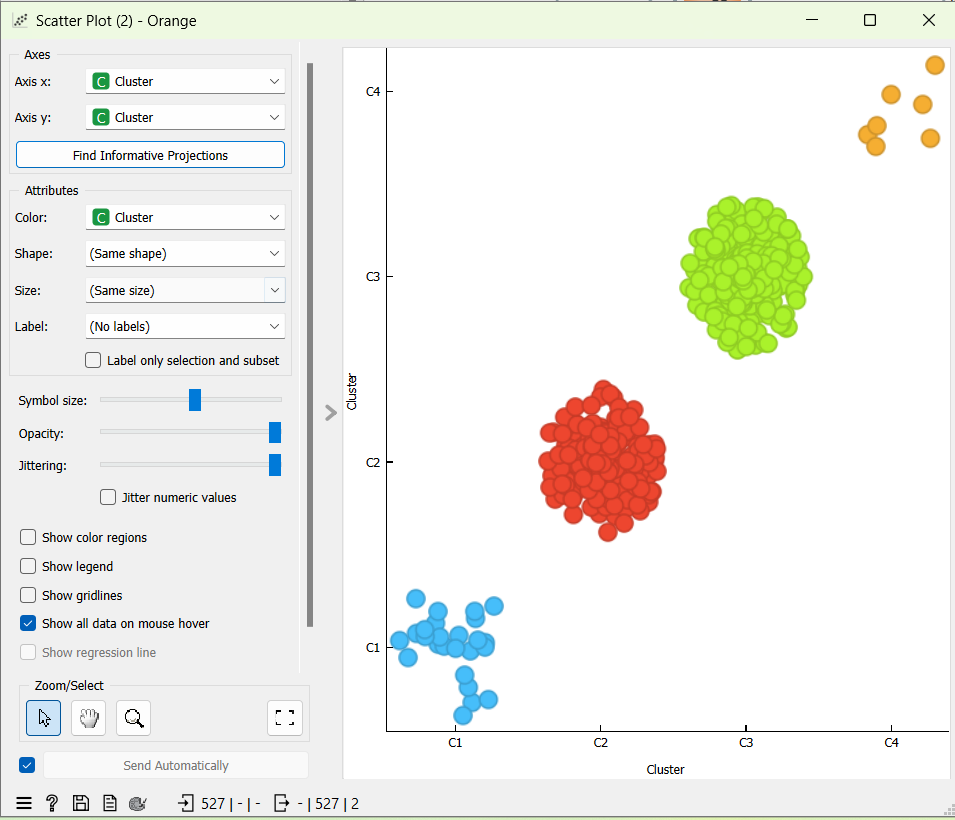 Scatter Plot (2) - Orange
Axes
Axis x: C Cluster
Axis y: C Cluster
Find Informative Projections
Attributes
Color: C Cluster
Shape: (Same shape)
Size: (Same size)
Label: (No labels)
Label only selection and subset
Symbol size:
Opacity:
Jittering:
Jitter numeric values
Show color regions
Show legend
Show gridlines
Show all data on mouse hover
Show regression line
Zoom/Select
Send Automatically
? 527 | - | - - | 527 | 2
C4
C3
C2
C1
Cluster
C1 C2 C3 C4
Cluster